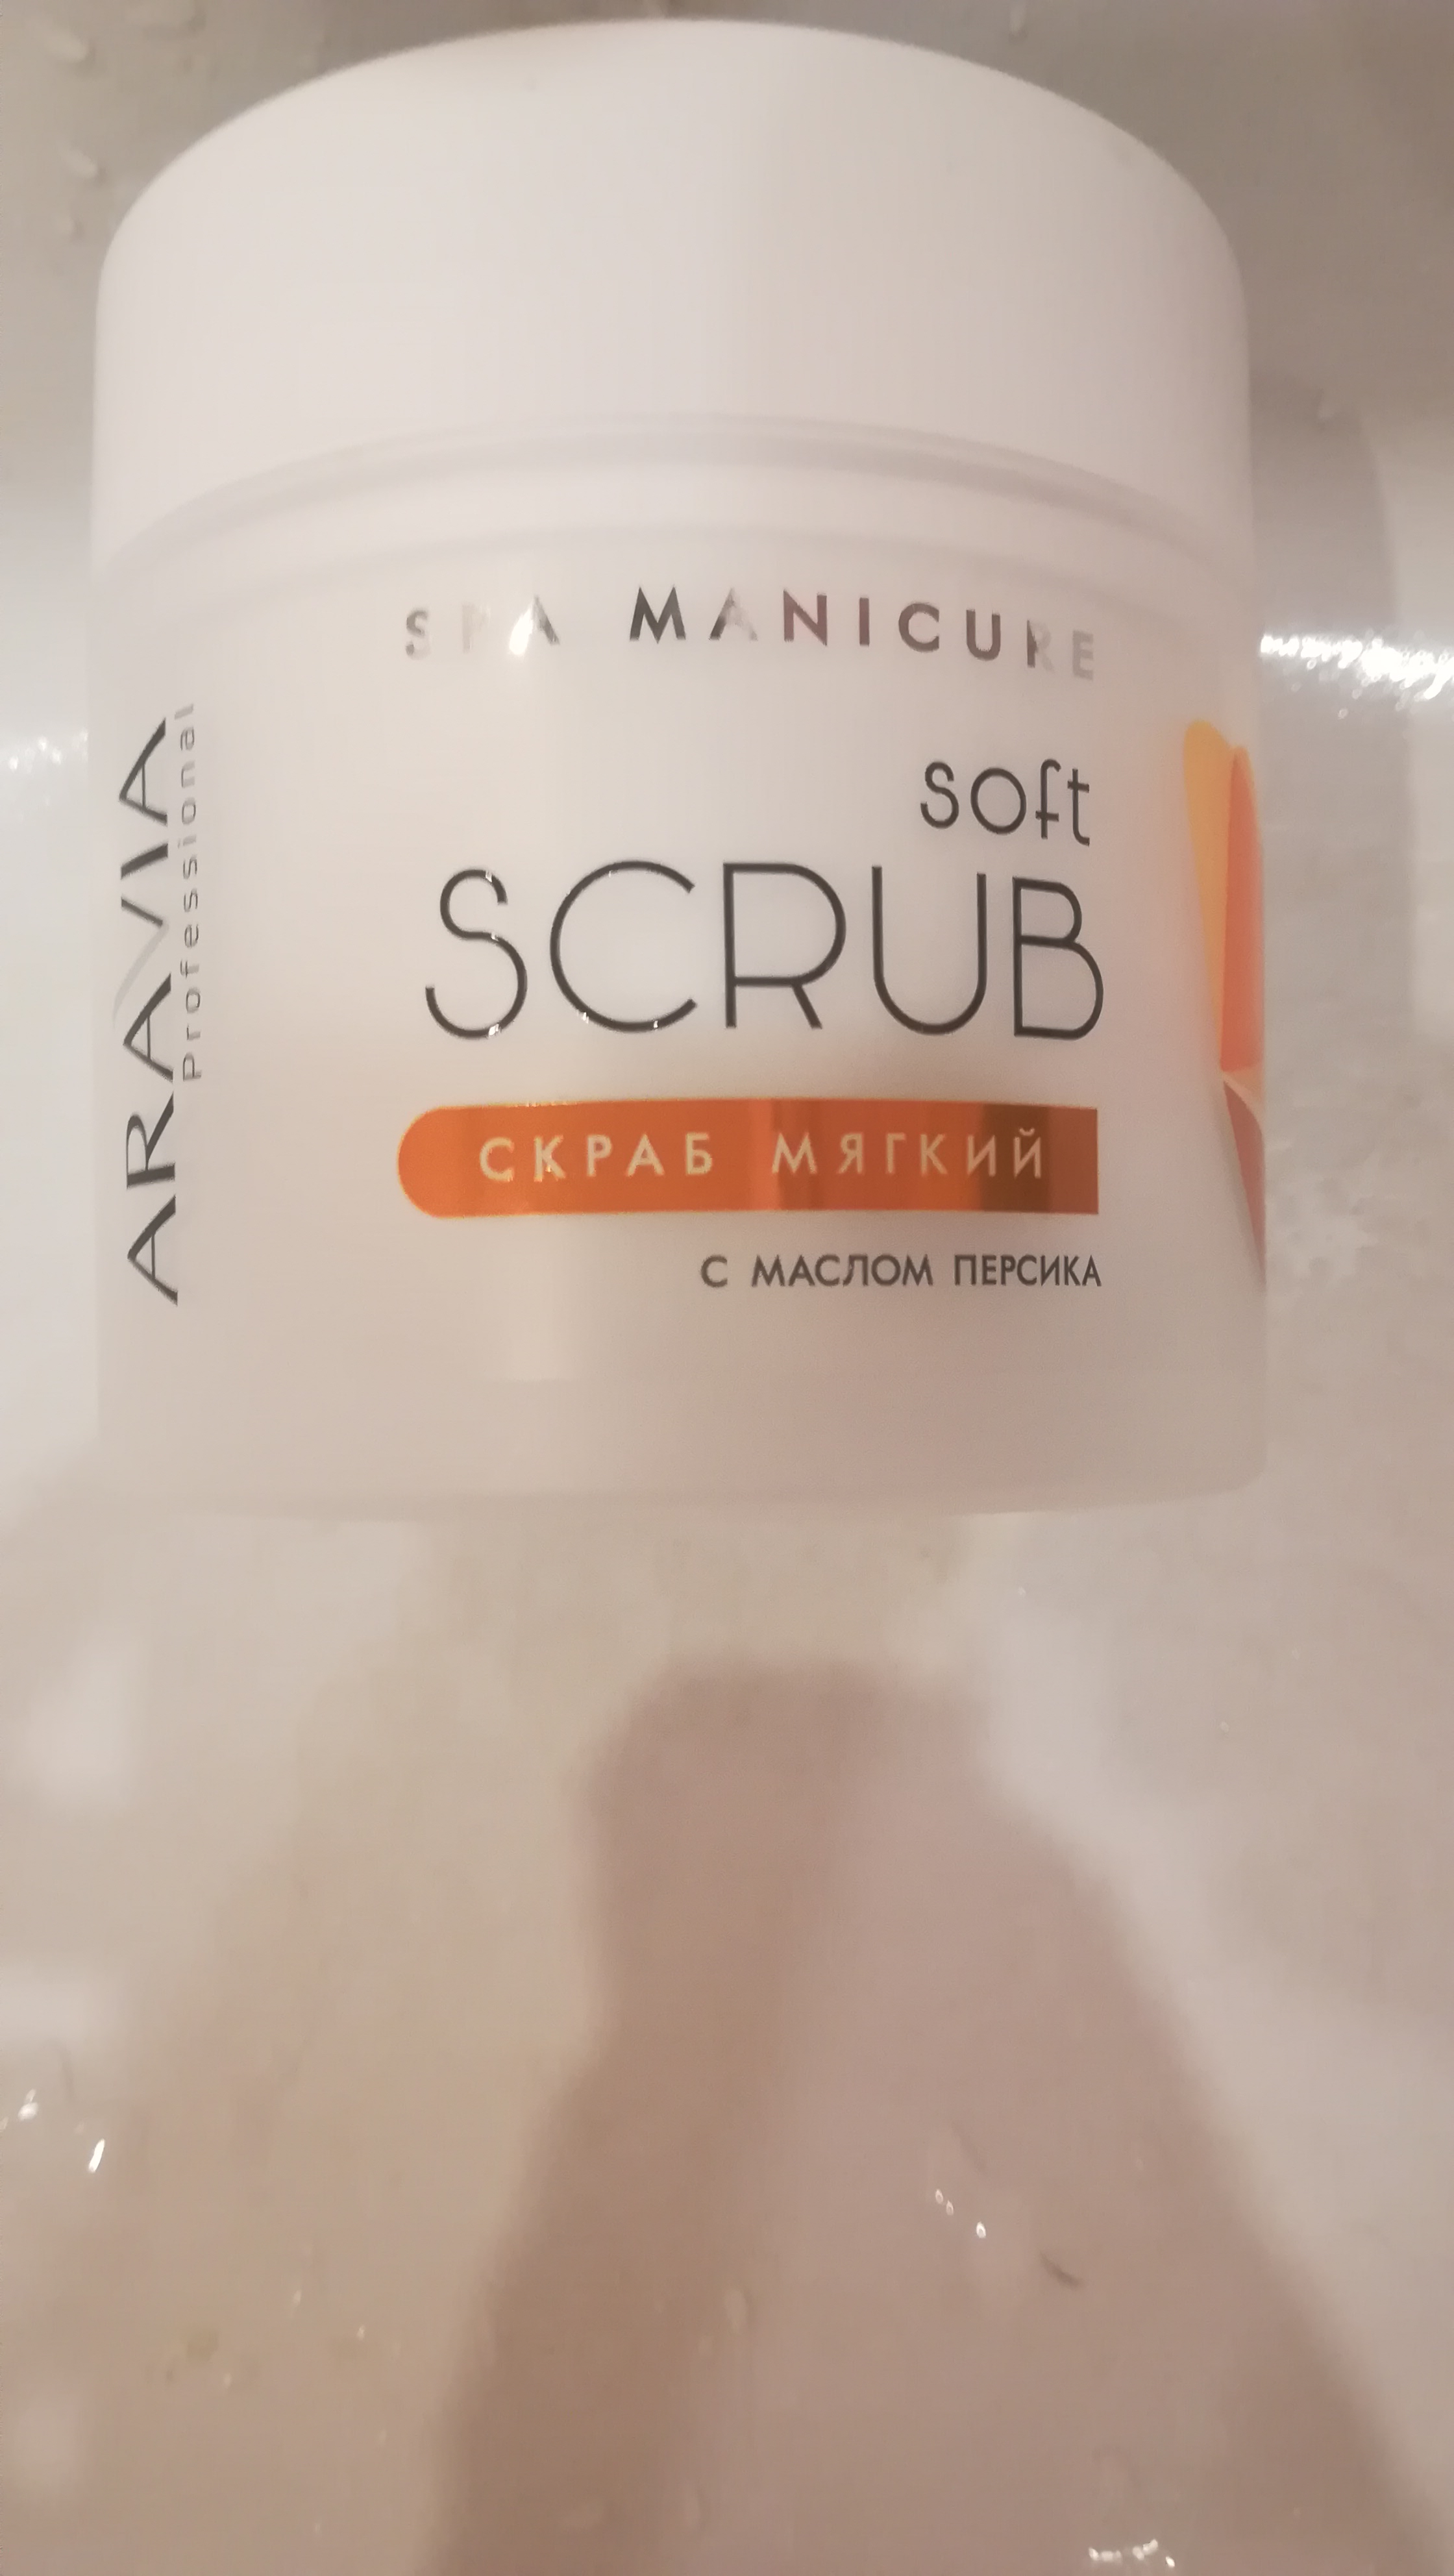 SPA MANICURE
soft
SCRUB
СКРАБ МЯГКИЙ
С МАСЛОМ ПЕРСИКА
ARAVIA
Professional